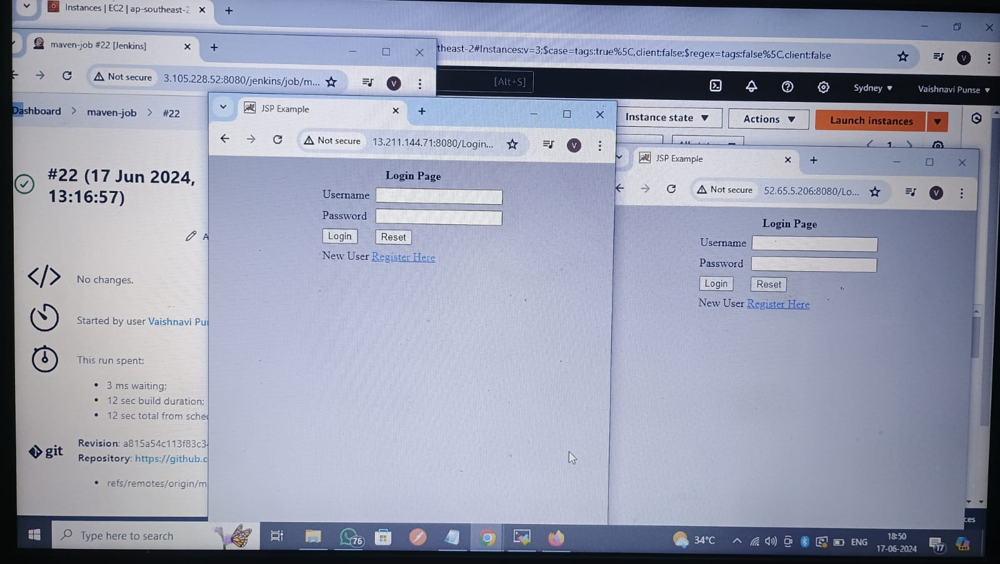 Instances | EC2 | ap-southeast-2
theast-2#Instances:v=3;$case=tags:true%5C,client:false;$regex=tags:false%5C,client:false
[Alt+S]
Sydney
Vaishnavi Punse
Instance state
Actions
Launch instances
1
maven-job #22 [Jenkins]
Not secure
3.105.228.52:8080/jenkins/job/m...
V
Dashboard > maven-job > #22
#22 (17 Jun 2024,
13:16:57)
A
No changes.
Started by user Vaishnavi Pu
This run spent:
• 3 ms waiting;
• 12 sec build duration;
• 12 sec total from sche
git
Revision: a815a54c113f83c3
Repository: https://github.c
• refs/remotes/origin/m
JSP Example
Not secure
13.211.144.71:8080/Login...
V
Login Page
Username
Password
Login Reset
New User Register Here
JSP Example
Not secure
52.65.5.206:8080/Lo...
V
Login Page
Username
Password
Login Reset
New User Register Here
V
ces
Type here to search
76
34°C
ENG
18:50
17-06-2024
17